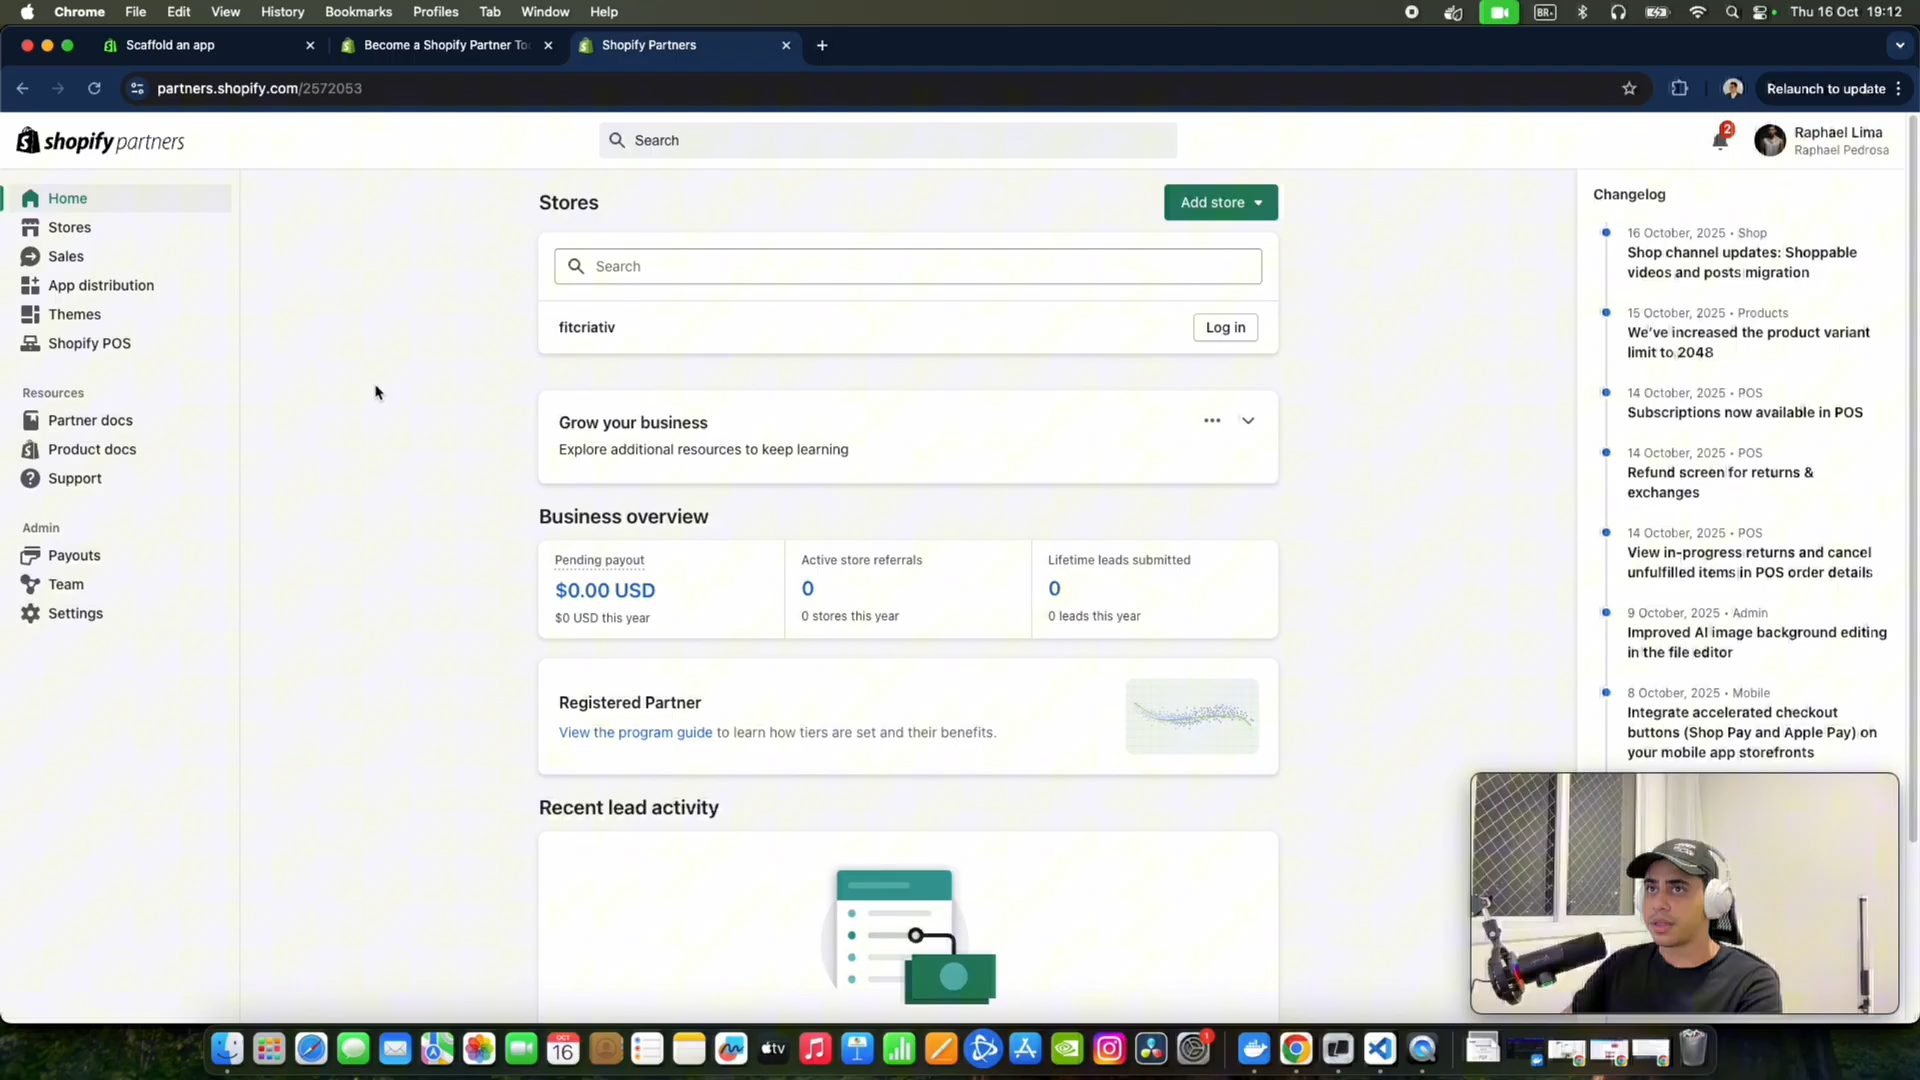 Chrome File Edit View History Bookmarks Profiles Tab Window Help
BR Thu 16 Oct 19:12
Scaffold an app
Become a Shopify Partner To
Shopify Partners
partners.shopify.com/2572053
Relaunch to update
shopify partners
Search
2
Raphael Lima
Raphael Pedrosa
Home
Stores
Sales
App distribution
Themes
Shopify POS
Resources
Partner docs
Product docs
Support
Admin
Payouts
Team
Settings
Stores
Add store
Search
fitcriativ
Log in
Grow your business
Explore additional resources to keep learning
Business overview
Pending payout
$0.00 USD
$0 USD this year
Active store referrals
0
0 stores this year
Lifetime leads submitted
0
0 leads this year
Registered Partner
View the program guide to learn how tiers are set and their benefits.
Recent lead activity
Changelog
16 October, 2025 • Shop
Shop channel updates: Shoppable
videos and posts migration
15 October, 2025 • Products
We've increased the product variant
limit to 2048
14 October, 2025 • POS
Subscriptions now available in POS
14 October, 2025 • POS
Refund screen for returns &
exchanges
14 October, 2025 • POS
View in-progress returns and cancel
unfulfilled items in POS order details
9 October, 2025 • Admin
Improved AI image background editing
in the file editor
8 October, 2025 • Mobile
Integrate accelerated checkout
buttons (Shop Pay and Apple Pay) on
your mobile app storefronts
OCT
16
tv
1